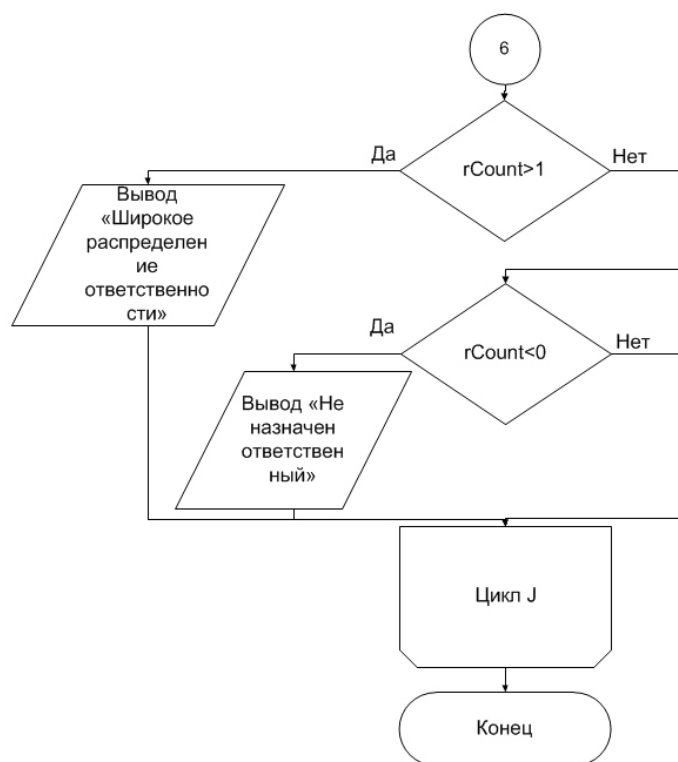 6
rCount>1
Да
Нет
Вывод
«Широкое
распределен
ие
ответственно
сти»
rCount<0
Да
Нет
Вывод «Не
назначен
ответствен
ный»
Цикл J
Конец